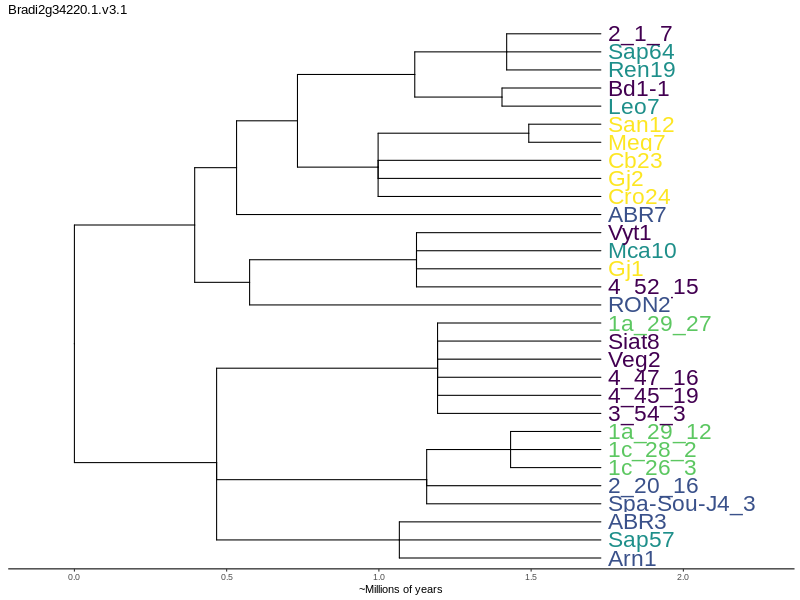 Bradi2g34220.1.v3.1
2_1_7
Sap64
Ren19
Bd1-1
Leo7
San12
Meg7
Cb23
Gj2
Cro24
ABR7
Vyt1
Mca10
Gj1
4_52_15
RON2
1a_29_27
Siat8
Veg2
4_47_16
4_45_19
3_54_3
1a_29_12
1c_28_2
1c_26_3
2_20_16
Spa-Sou-J4_3
ABR3
Sap57
Arn1
0.0 0.5 1.0 1.5 2.0
~Millions of years